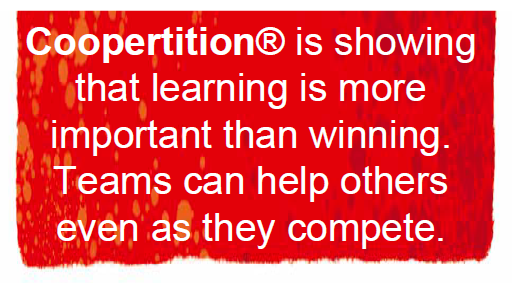 Coopertition® is showing
that learning is more
important than winning.
Teams can help others
even as they compete.